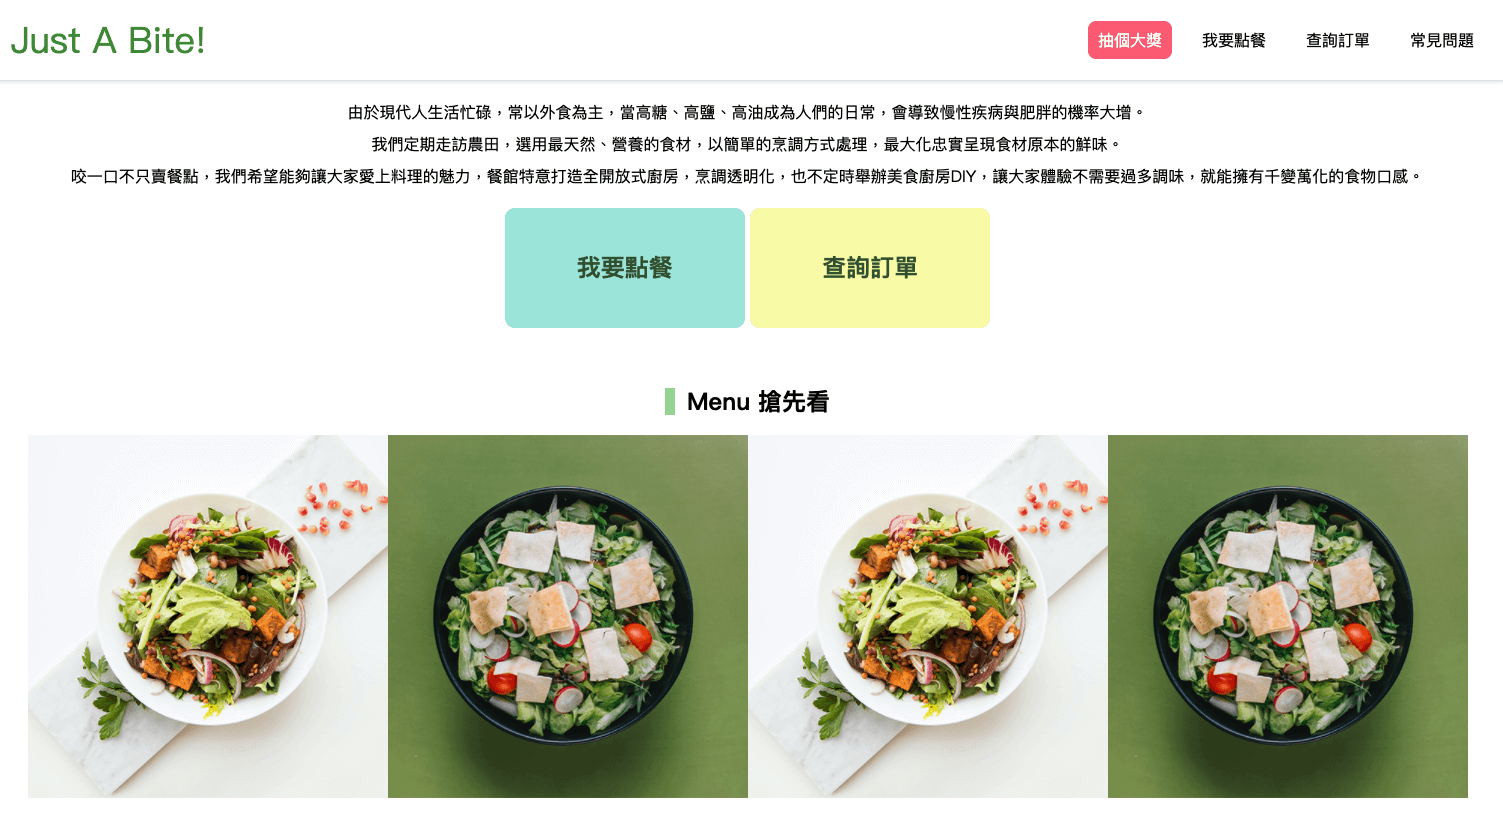 Just A Bite!
抽個大獎
我要點餐
查詢訂單
常見問題
由於現代人生活忙碌，常以外食為主，當高糖、高鹽、高油成為人們的日常，會導致慢性疾病與肥胖的機率大增。
我們定期走訪農田，選用最天然、營養的食材，以簡單的烹調方式處理，最大化忠實呈現食材原本的鮮味。
咬一口不只賣餐點，我們希望能夠讓大家愛上料理的魅力，餐館特意打造全開放式廚房，烹調透明化，也不定時舉辦美食廚房DIY，讓大家體驗不需要過多調味，就能擁有千變萬化的食物口感。
我要點餐
查詢訂單
Menu 搶先看